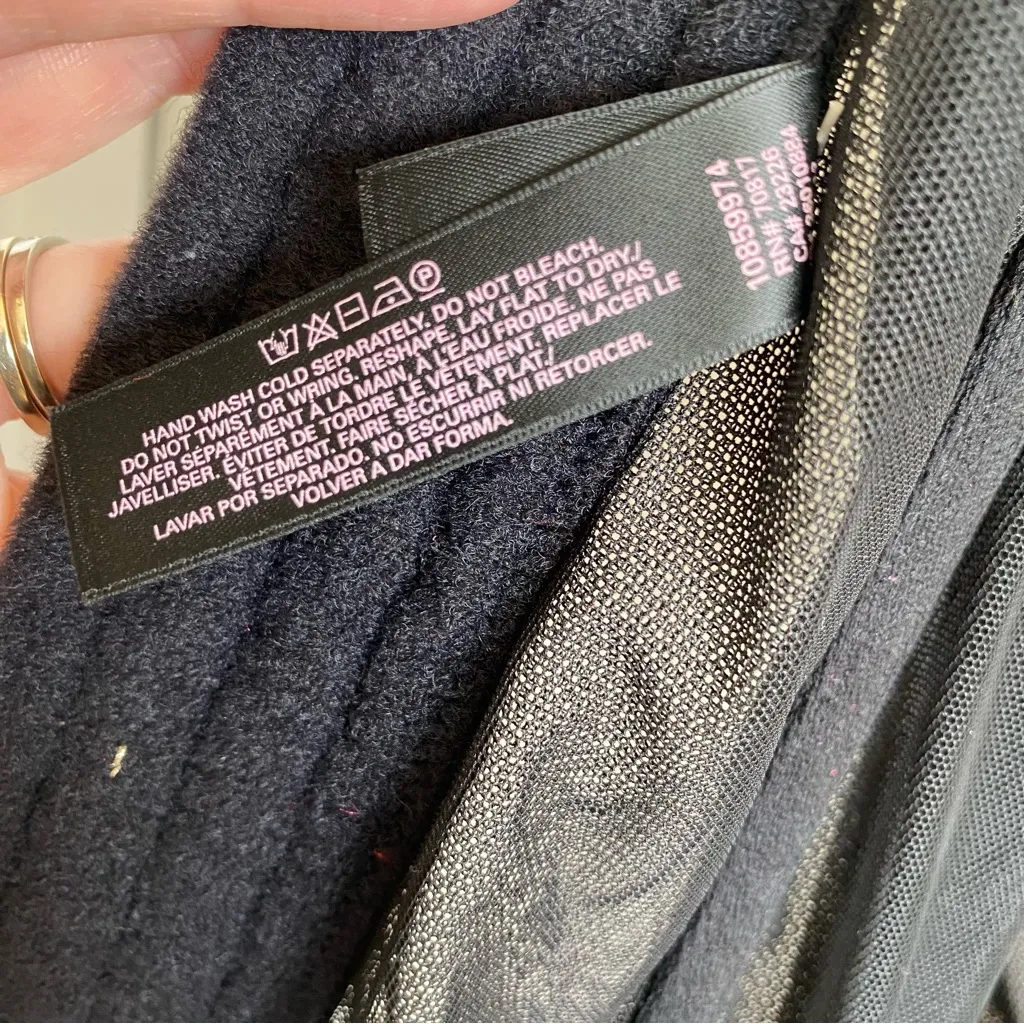 HAND WASH COLD SEPARATELY. DO NOT BLEACH.
DO NOT TWIST OR WRING. RESHAPE. LAY FLAT TO DRY./
LAVER SÉPARÉMENT À LA MAIN, À L'EAU FROIDE. NE PAS
JAVELLISER. ÉVITER DE TORDRE LE VÊTEMENT. REPLACER LE
VÊTEMENT. FAIRE SÉCHER À PLAT./
LAVAR POR SEPARADO. NO ESCURRIR NI RETORCER.
VOLVER A DAR FORMA.
10859974
RN# 70817
CA# 23226